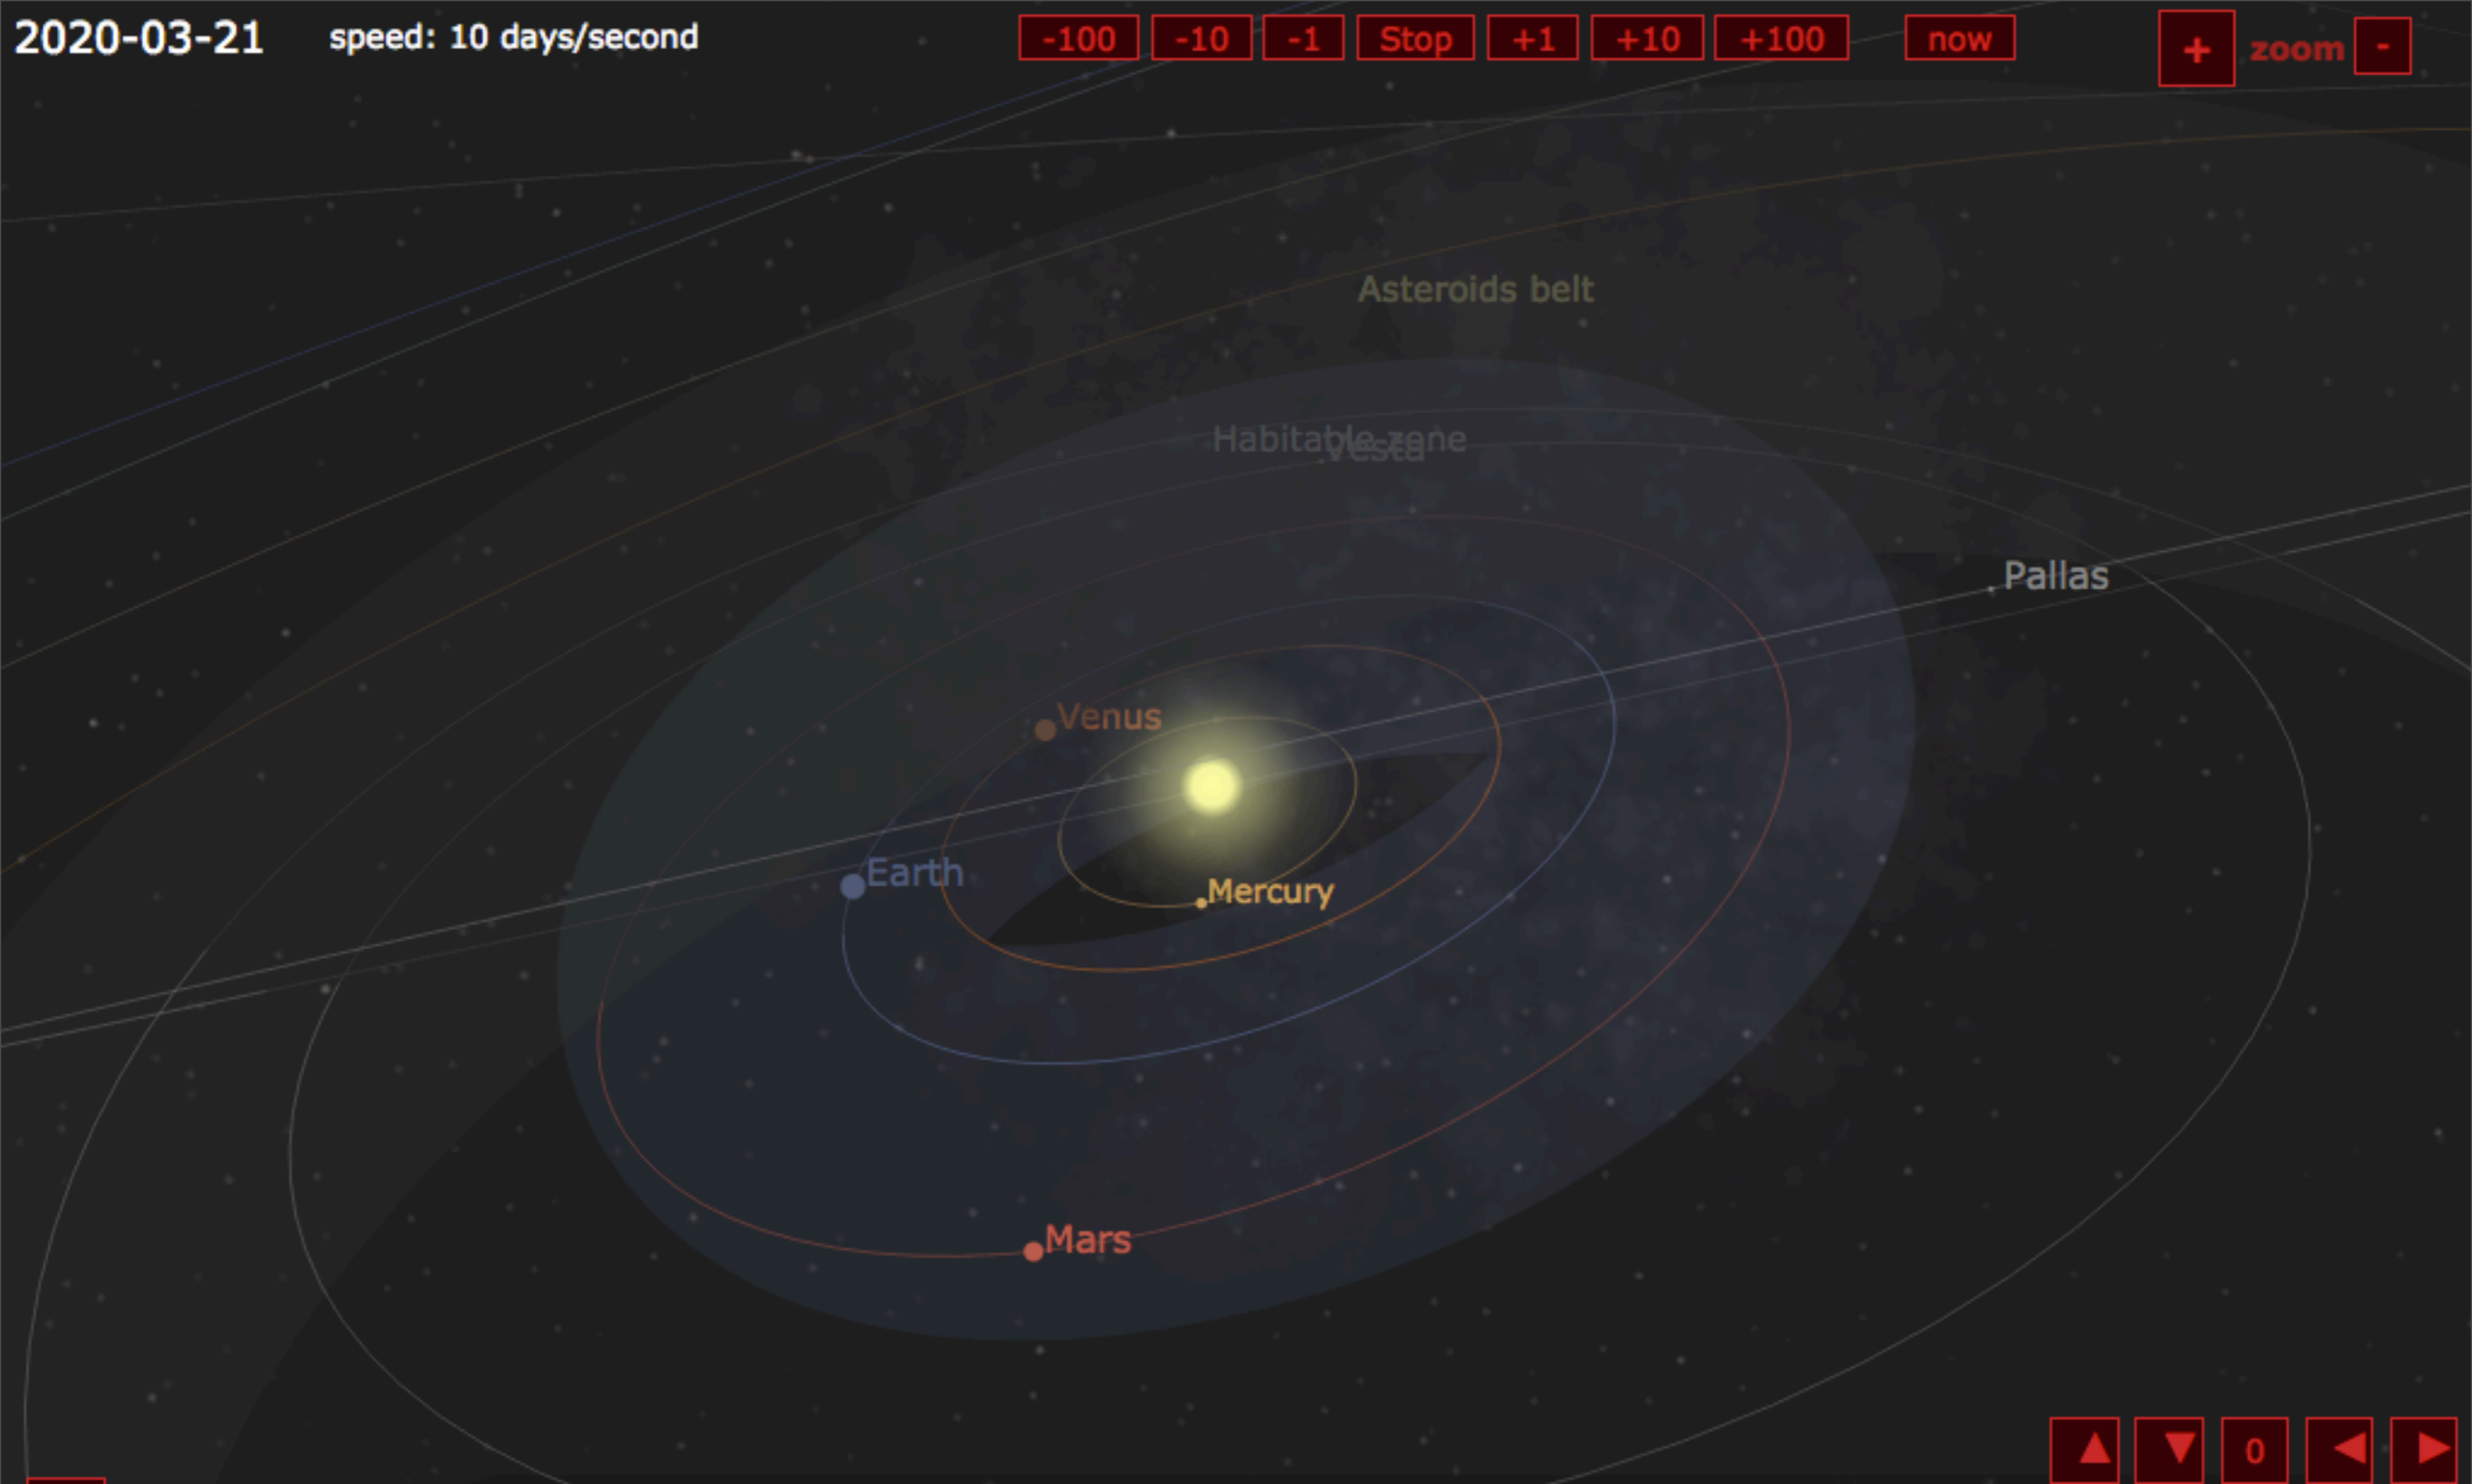 2020-03-21 speed: 10 days/second -100 -10 -1 Stop +1 +10 +100 now + zoom -
Asteroids belt
Habitable zone
Vesta
Pallas
Venus
Earth
Mercury
Mars
0